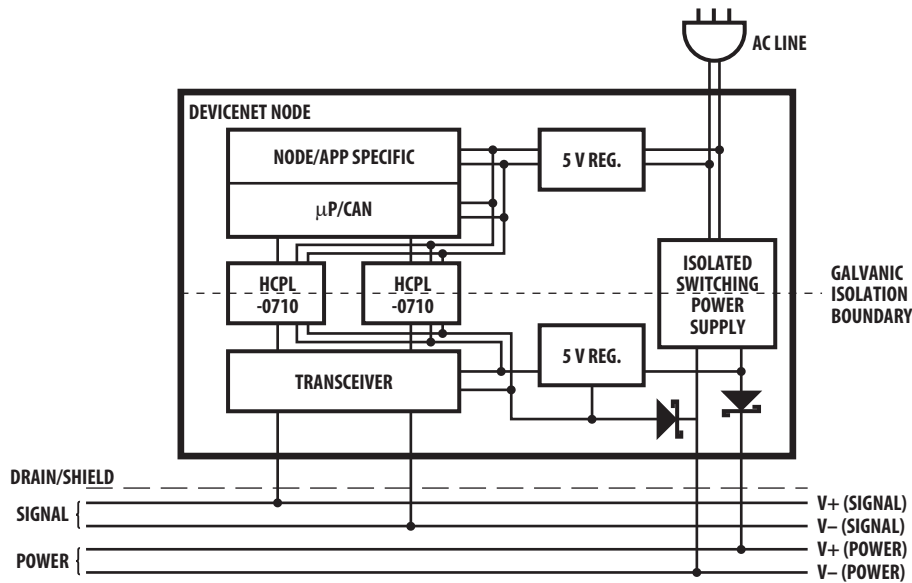 AC LINE
DEVICENET NODE
NODE/APP SPECIFIC
5 V REG.
μP/CAN
HCPL
-0710
HCPL
-0710
ISOLATED
SWITCHING
POWER
SUPPLY
GALVANIC
ISOLATION
BOUNDARY
5 V REG.
TRANSCEIVER
DRAIN/SHIELD
SIGNAL
V+ (SIGNAL)
V– (SIGNAL)
POWER
V+ (POWER)
V– (POWER)